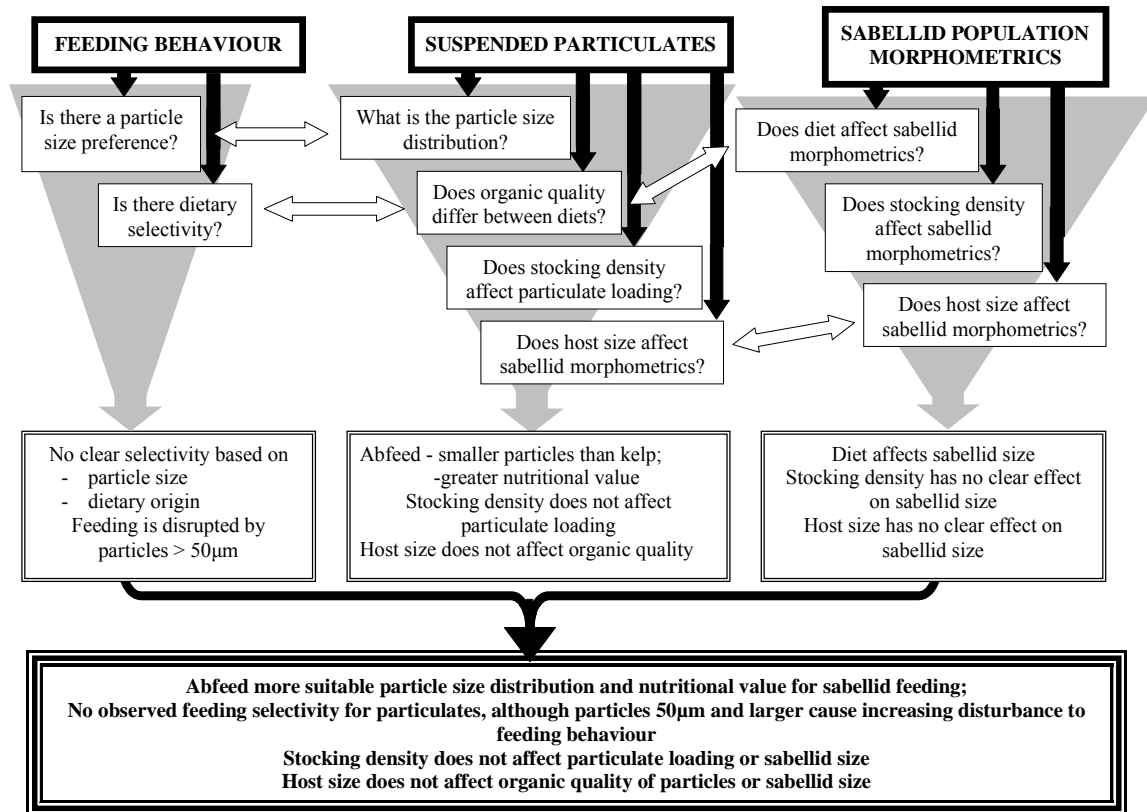 FEEDING BEHAVIOUR
Is there a particle
size preference?
Is there dietary
selectivity?
SUSPENDED PARTICULATES
What is the particle size
distribution?
Does organic quality
differ between diets?
Does stocking density
affect particulate loading?
Does host size affect
sabellid morphometrics?
SABELLID POPULATION
MORPHOMETRICS
Does diet affect sabellid
morphometrics?
Does stocking density
affect sabellid
morphometrics?
Does host size affect
sabellid morphometrics?
No clear selectivity based on
- particle size
- dietary origin
Feeding is disrupted by
particles > 50µm
Abfeed - smaller particles than kelp;
-greater nutritional value
Stocking density does not affect
particulate loading
Host size does not affect organic quality
Diet affects sabellid size
Stocking density has no clear effect
on sabellid size
Host size has no clear effect on
sabellid size
Abfeed more suitable particle size distribution and nutritional value for sabellid feeding;
No observed feeding selectivity for particulates, although particles 50µm and larger cause increasing disturbance to
feeding behaviour
Stocking density does not affect particulate loading or sabellid size
Host size does not affect organic quality of particles or sabellid size